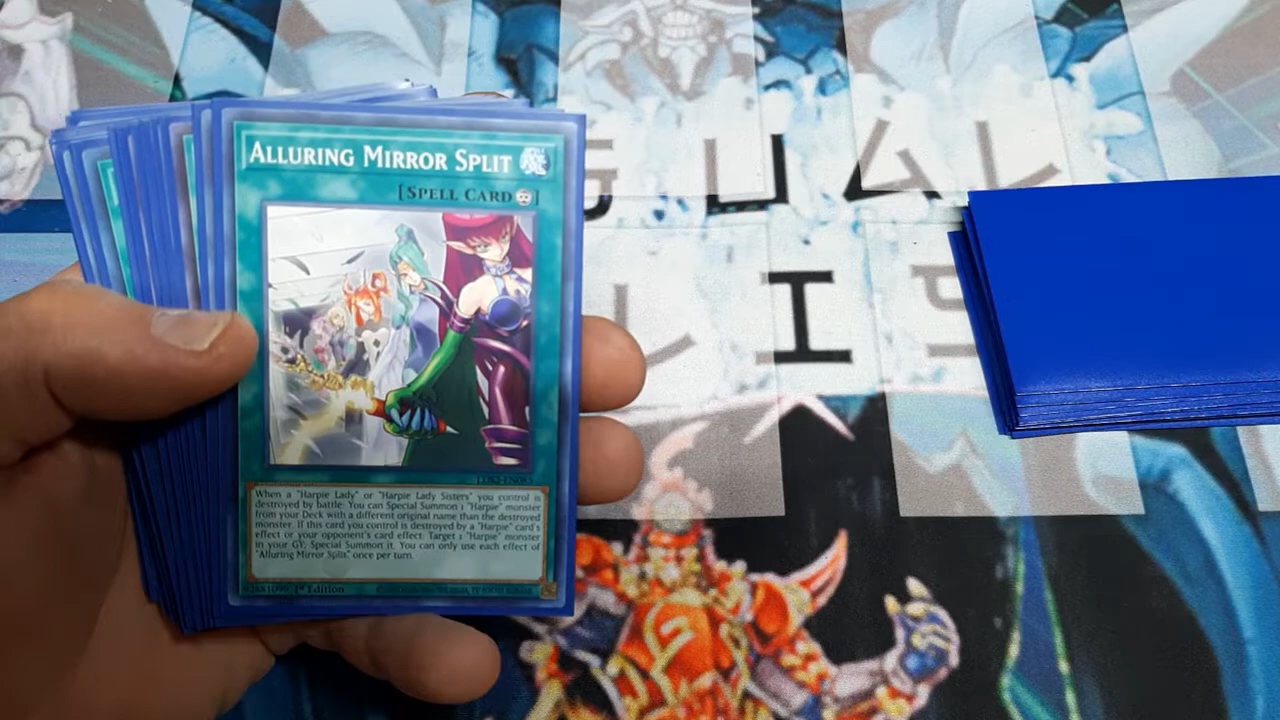 ALLURING MIRROR SPLIT
[SPELL CARD]
When a "Harpie Lady" or "Harpie Lady Sisters" you control is
destroyed by battle: You can Special Summon 1 "Harpie" monster
from your Deck with a different original name than the destroyed
monster. If this card you control is destroyed by a "Harpie" card's
effect or your opponent's card effect: Target 1 "Harpie" monster
in your GY; Special Summon it. You can only use each effect of
"Alluring Mirror Split" once per turn.
1st Edition